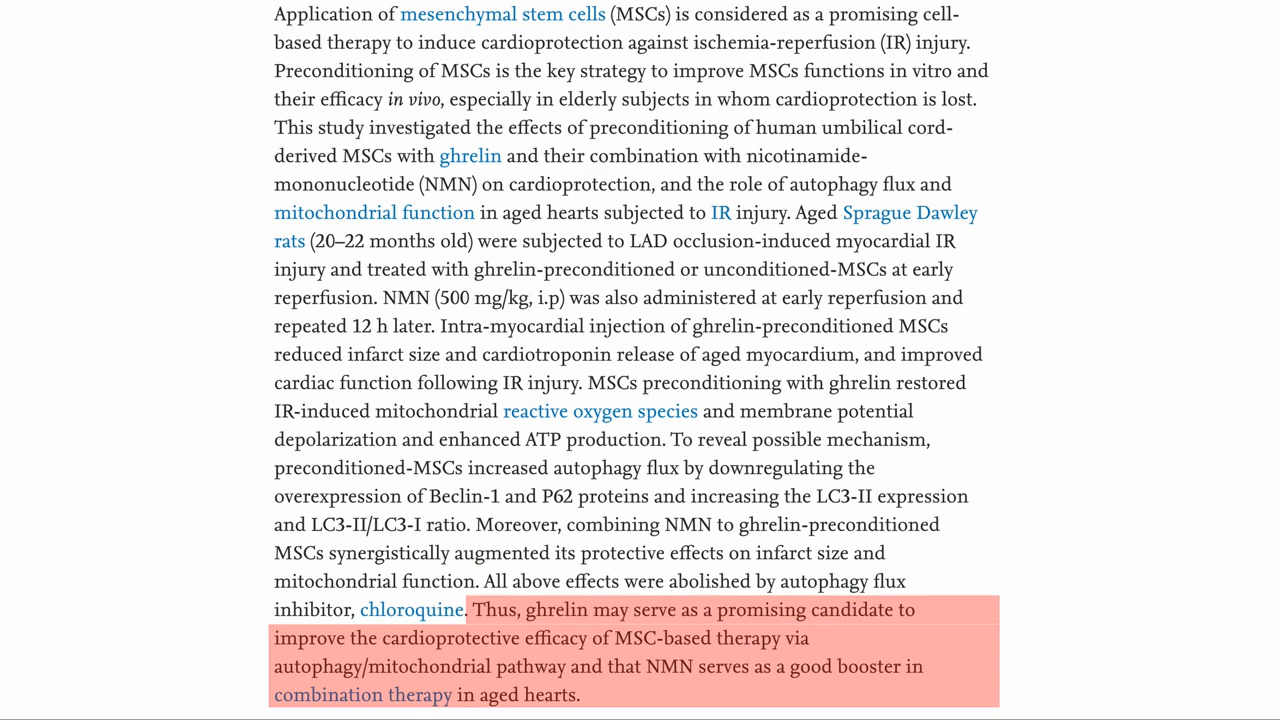 Application of mesenchymal stem cells (MSCs) is considered as a promising cell-
based therapy to induce cardioprotection against ischemia-reperfusion (IR) injury.
Preconditioning of MSCs is the key strategy to improve MSCs functions in vitro and
their efficacy in vivo, especially in elderly subjects in whom cardioprotection is lost.
This study investigated the effects of preconditioning of human umbilical cord-
derived MSCs with ghrelin and their combination with nicotinamide-
mononucleotide (NMN) on cardioprotection, and the role of autophagy flux and
mitochondrial function in aged hearts subjected to IR injury. Aged Sprague Dawley
rats (20–22 months old) were subjected to LAD occlusion-induced myocardial IR
injury and treated with ghrelin-preconditioned or unconditioned-MSCs at early
reperfusion. NMN (500 mg/kg, i.p) was also administered at early reperfusion and
repeated 12 h later. Intra-myocardial injection of ghrelin-preconditioned MSCs
reduced infarct size and cardiotroponin release of aged myocardium, and improved
cardiac function following IR injury. MSCs preconditioning with ghrelin restored
IR-induced mitochondrial reactive oxygen species and membrane potential
depolarization and enhanced ATP production. To reveal possible mechanism,
preconditioned-MSCs increased autophagy flux by downregulating the
overexpression of Beclin-1 and P62 proteins and increasing the LC3-II expression
and LC3-II/LC3-I ratio. Moreover, combining NMN to ghrelin-preconditioned
MSCs synergistically augmented its protective effects on infarct size and
mitochondrial function. All above effects were abolished by autophagy flux
inhibitor, chloroquine. Thus, ghrelin may serve as a promising candidate to
improve the cardioprotective efficacy of MSC-based therapy via
autophagy/mitochondrial pathway and that NMN serves as a good booster in
combination therapy in aged hearts.